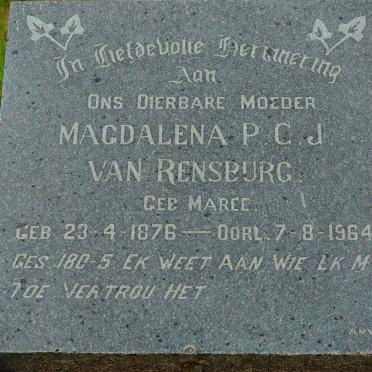 In Liefdevolle Herinnering
Aan
Ons Dierbare Moeder
MAGDALENA P. C. J.
VAN RENSBURG.
GEB MAREE.
GEB. 23-4-1876 — OORL. 7-8-1964
GES. 180-5. EK WEET AAN WIE EK M
TOE VERTROU HET.